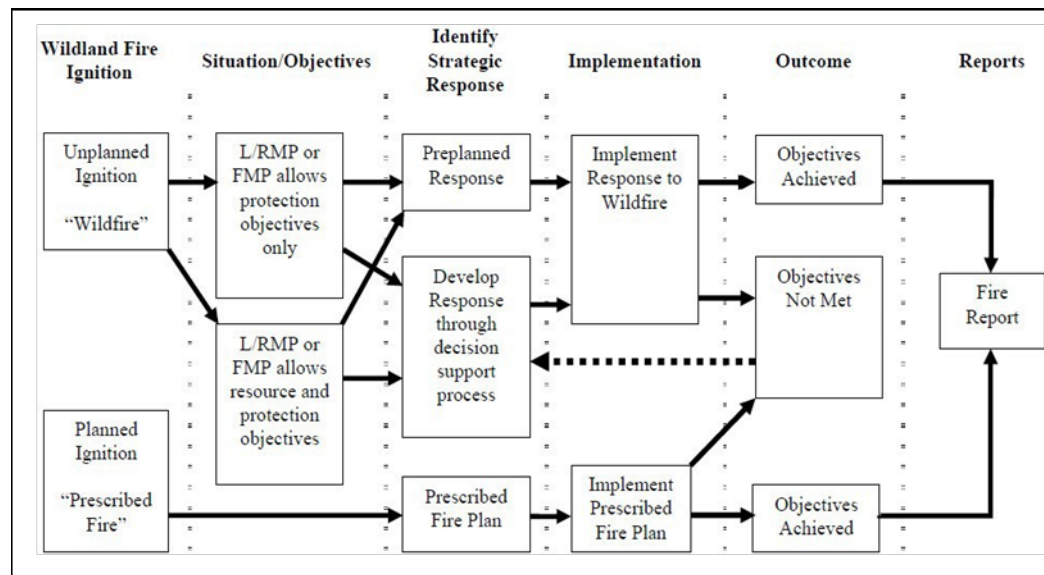 Wildland Fire
Ignition
Situation/Objectives
Identify
Strategic
Response
Implementation
Outcome
Reports
Unplanned
Ignition
“Wildfire”
L/RMP or
FMP allows
protection
objectives
only
Preplanned
Response
Implement
Response to
Wildfire
Objectives
Achieved
Develop
Response
through
decision
support
process
Objectives
Not Met
Fire
Report
L/RMP or
FMP allows
resource and
protection
objectives
Planned
Ignition
“Prescribed
Fire”
Prescribed
Fire Plan
Implement
Prescribed
Fire Plan
Objectives
Achieved